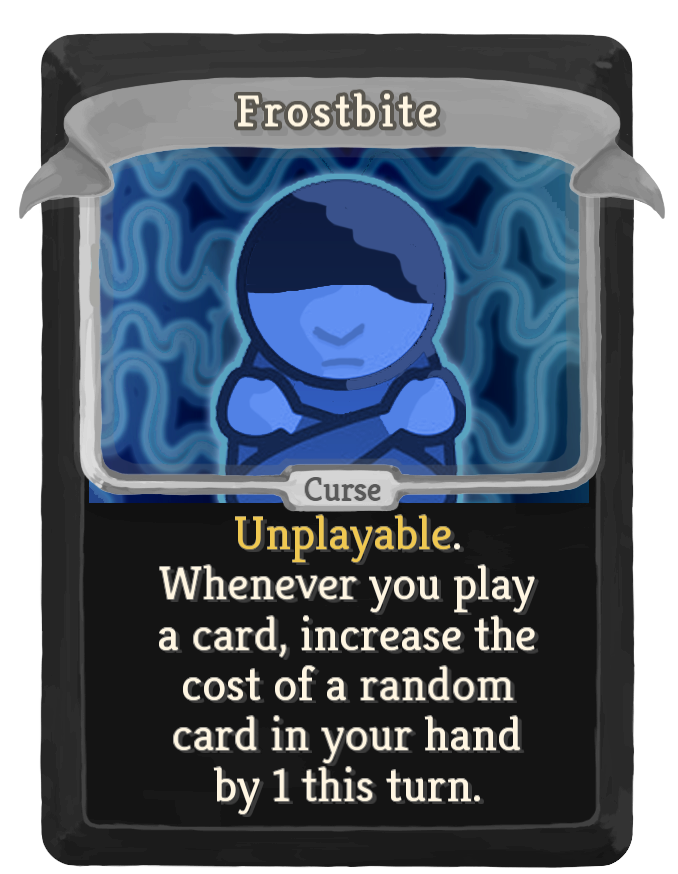 Frostbite
Curse
Unplayable.
Whenever you play
a card, increase the
cost of a random
card in your hand
by 1 this turn.